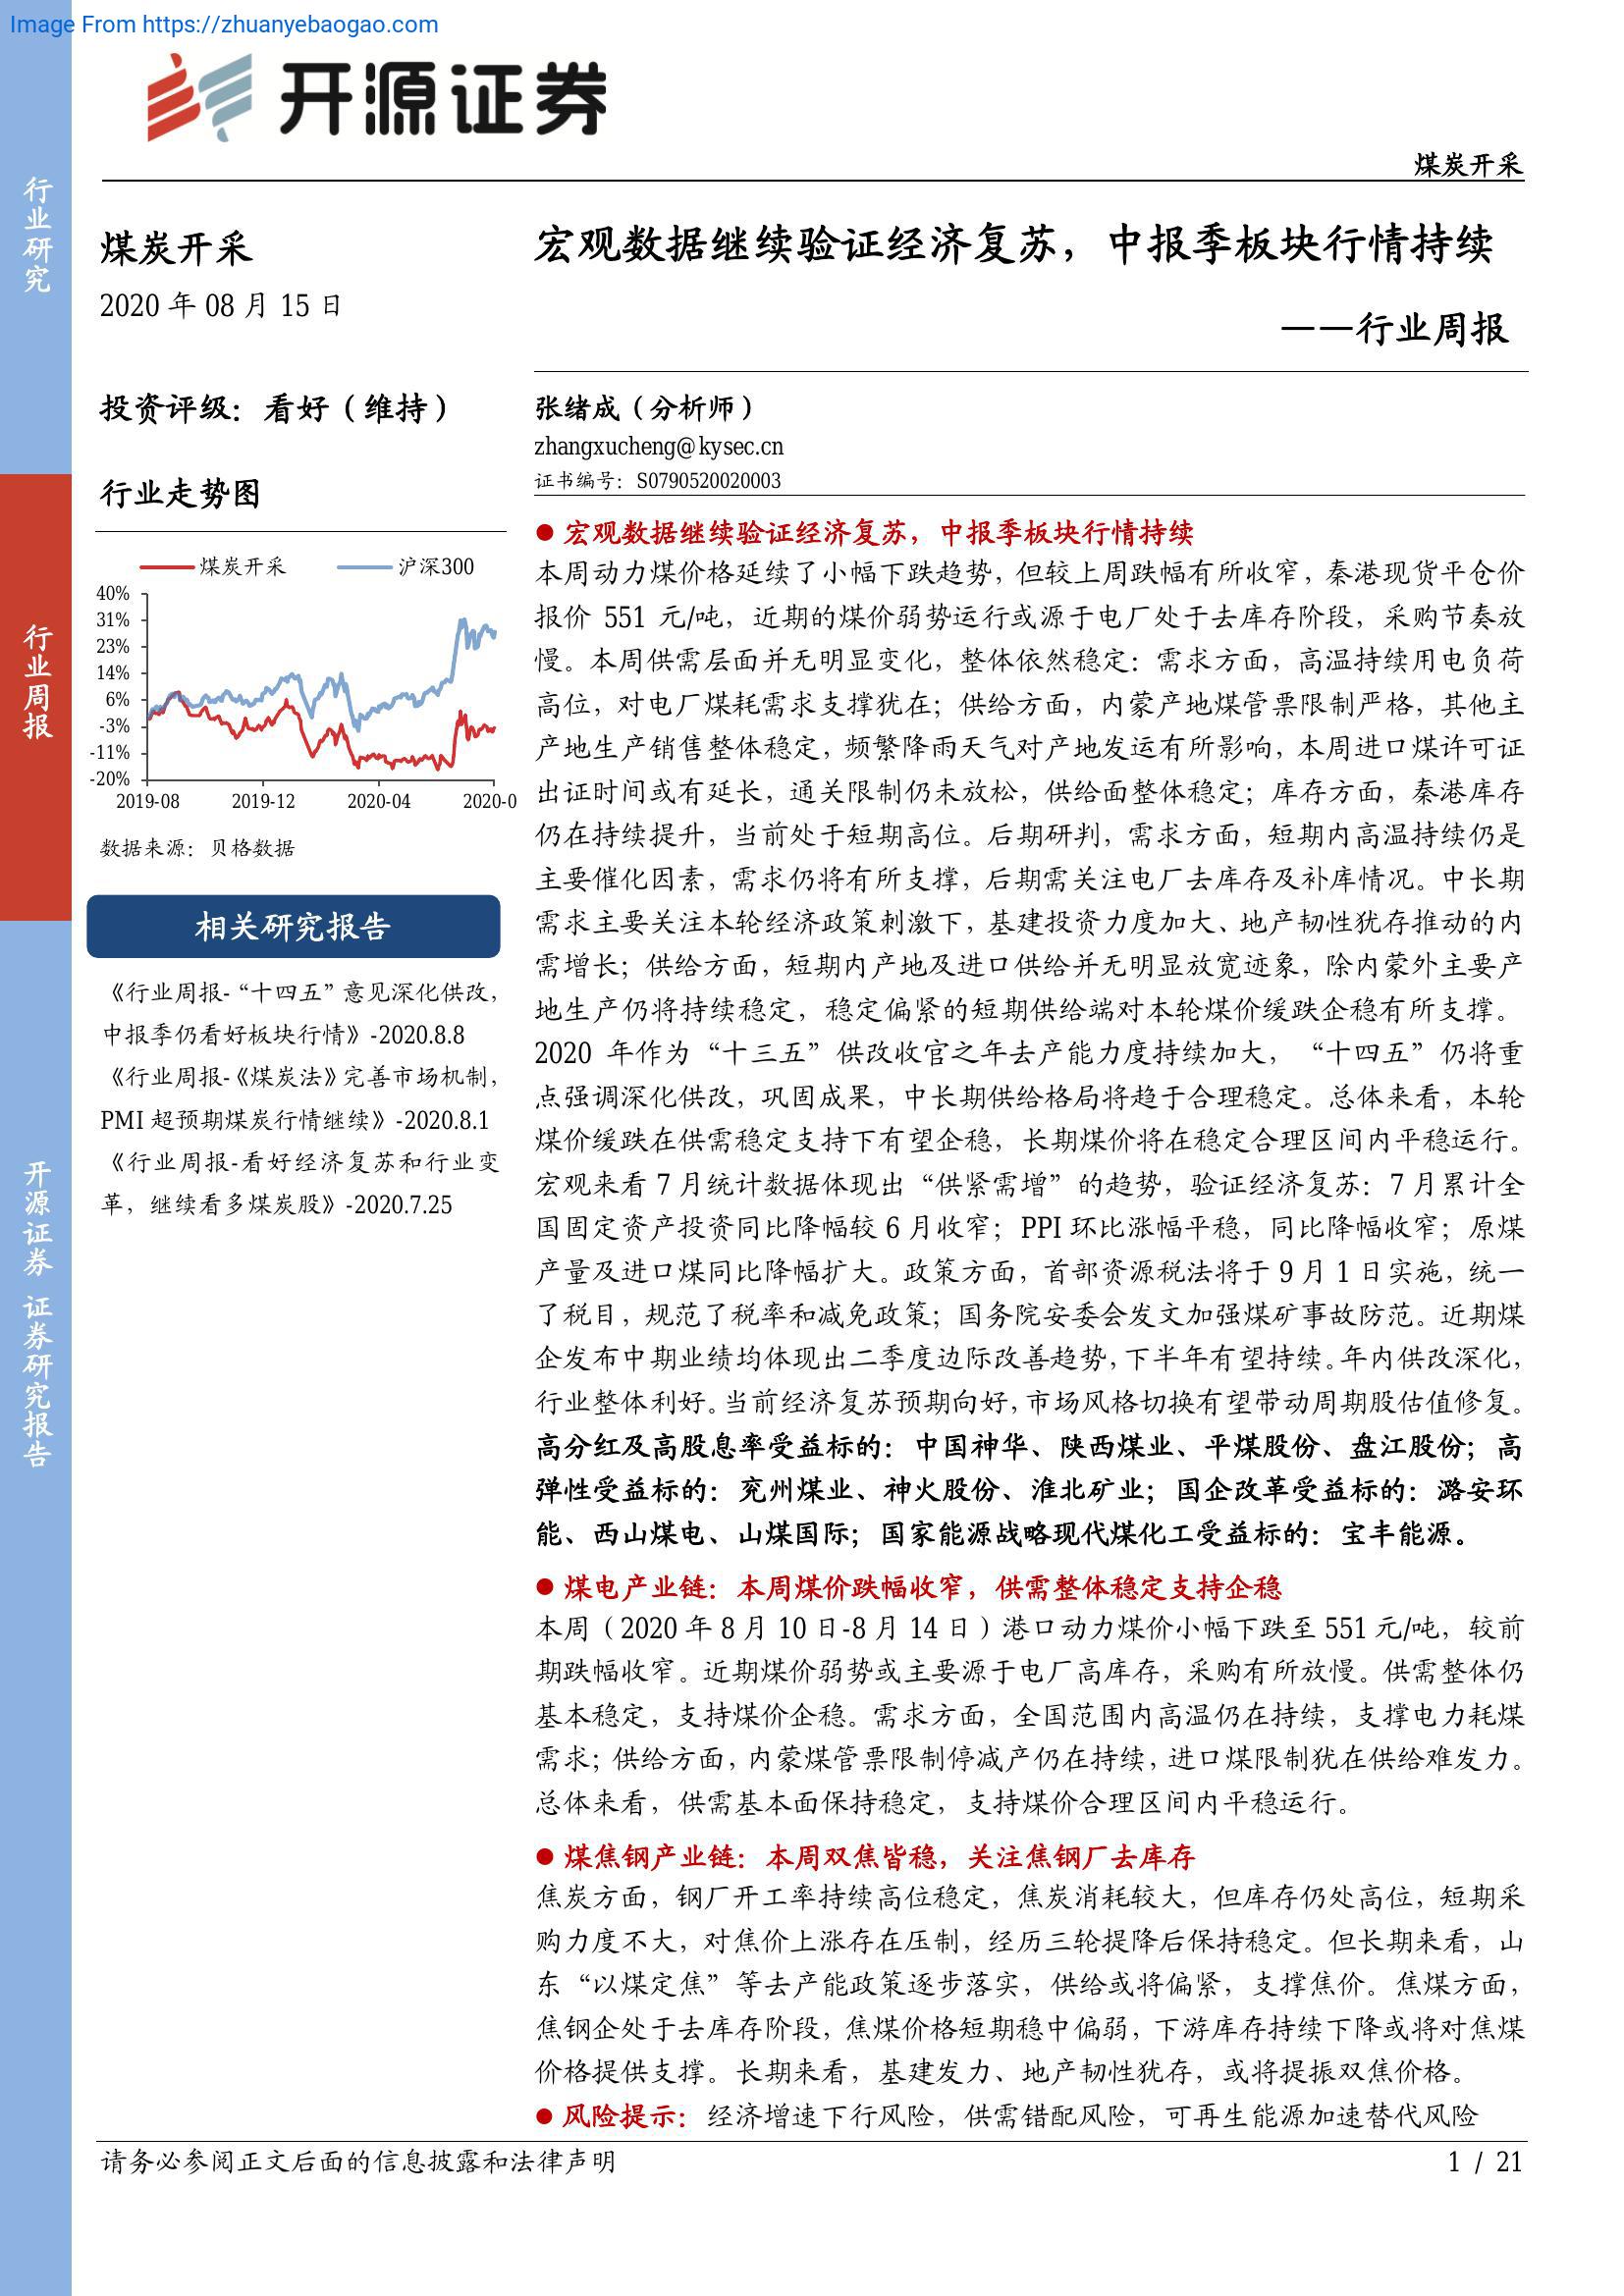 Image From https://zhuanyebaogao.com
开源证券
煤炭开采
行业研究
行业周报
开源证券 证券研究报告
煤炭开采
2020 年 08 月 15 日
投资评级：看好（维持）
行业走势图
煤炭开采 沪深300
40%
31%
23%
14%
6%
-3%
-11%
-20%
2019-08 2019-12 2020-04 2020-0
数据来源：贝格数据
相关研究报告
《行业周报-“十四五”意见深化供改，
中报季仍看好板块行情》-2020.8.8
《行业周报-《煤炭法》完善市场机制，
PMI 超预期煤炭行情继续》-2020.8.1
《行业周报-看好经济复苏和行业变
革，继续看多煤炭股》-2020.7.25
宏观数据继续验证经济复苏，中报季板块行情持续
——行业周报
张绪成（分析师）
zhangxucheng@kysec.cn
证书编号：S0790520020003
● 宏观数据继续验证经济复苏，中报季板块行情持续
本周动力煤价格延续了小幅下跌趋势，但较上周跌幅有所收窄，秦港现货平仓价
报价 551 元/吨，近期的煤价弱势运行或源于电厂处于去库存阶段，采购节奏放
慢。本周供需层面并无明显变化，整体依然稳定：需求方面，高温持续用电负荷
高位，对电厂煤耗需求支撑犹在；供给方面，内蒙产地煤管票限制严格，其他主
产地生产销售整体稳定，频繁降雨天气对产地发运有所影响，本周进口煤许可证
出证时间或有延长，通关限制仍未放松，供给面整体稳定；库存方面，秦港库存
仍在持续提升，当前处于短期高位。后期研判，需求方面，短期内高温持续仍是
主要催化因素，需求仍将有所支撑，后期需关注电厂去库存及补库情况。中长期
需求主要关注本轮经济政策刺激下，基建投资力度加大、地产韧性犹存推动的内
需增长；供给方面，短期内产地及进口供给并无明显放宽迹象，除内蒙外主要产
地生产仍将持续稳定，稳定偏紧的短期供给端对本轮煤价缓跌企稳有所支撑。
2020 年作为“十三五”供改收官之年去产能力度持续加大，“十四五”仍将重
点强调深化供改，巩固成果，中长期供给格局将趋于合理稳定。总体来看，本轮
煤价缓跌在供需稳定支持下有望企稳，长期煤价将在稳定合理区间内平稳运行。
宏观来看 7 月统计数据体现出“供紧需增”的趋势，验证经济复苏：7 月累计全
国固定资产投资同比降幅较 6 月收窄；PPI 环比涨幅平稳，同比降幅收窄；原煤
产量及进口煤同比降幅扩大。政策方面，首部资源税法将于 9 月 1 日实施，统一
了税目，规范了税率和减免政策；国务院安委会发文加强煤矿事故防范。近期煤
企发布中期业绩均体现出二季度边际改善趋势，下半年有望持续。年内供改深化，
行业整体利好。当前经济复苏预期向好，市场风格切换有望带动周期股估值修复。
高分红及高股息率受益标的：中国神华、陕西煤业、平煤股份、盘江股份；高
弹性受益标的：兖州煤业、神火股份、淮北矿业；国企改革受益标的：潞安环
能、西山煤电、山煤国际；国家能源战略现代煤化工受益标的：宝丰能源。
● 煤电产业链：本周煤价跌幅收窄，供需整体稳定支持企稳
本周（2020 年 8 月 10 日-8 月 14 日）港口动力煤价小幅下跌至 551 元/吨，较前
期跌幅收窄。近期煤价弱势或主要源于电厂高库存，采购有所放慢。供需整体仍
基本稳定，支持煤价企稳。需求方面，全国范围内高温仍在持续，支撑电力耗煤
需求；供给方面，内蒙煤管票限制停减产仍在持续，进口煤限制犹在供给难发力。
总体来看，供需基本面保持稳定，支持煤价合理区间内平稳运行。
● 煤焦钢产业链：本周双焦皆稳，关注焦钢厂去库存
焦炭方面，钢厂开工率持续高位稳定，焦炭消耗较大，但库存仍处高位，短期采
购力度不大，对焦价上涨存在压制，经历三轮提降后保持稳定。但长期来看，山
东“以煤定焦”等去产能政策逐步落实，供给或将偏紧，支撑焦价。焦煤方面，
焦钢企处于去库存阶段，焦煤价格短期稳中偏弱，下游库存持续下降或将对焦煤
价格提供支撑。长期来看，基建发力、地产韧性犹存，或将提振双焦价格。
● 风险提示：经济增速下行风险，供需错配风险，可再生能源加速替代风险
请务必参阅正文后面的信息披露和法律声明
1 / 21